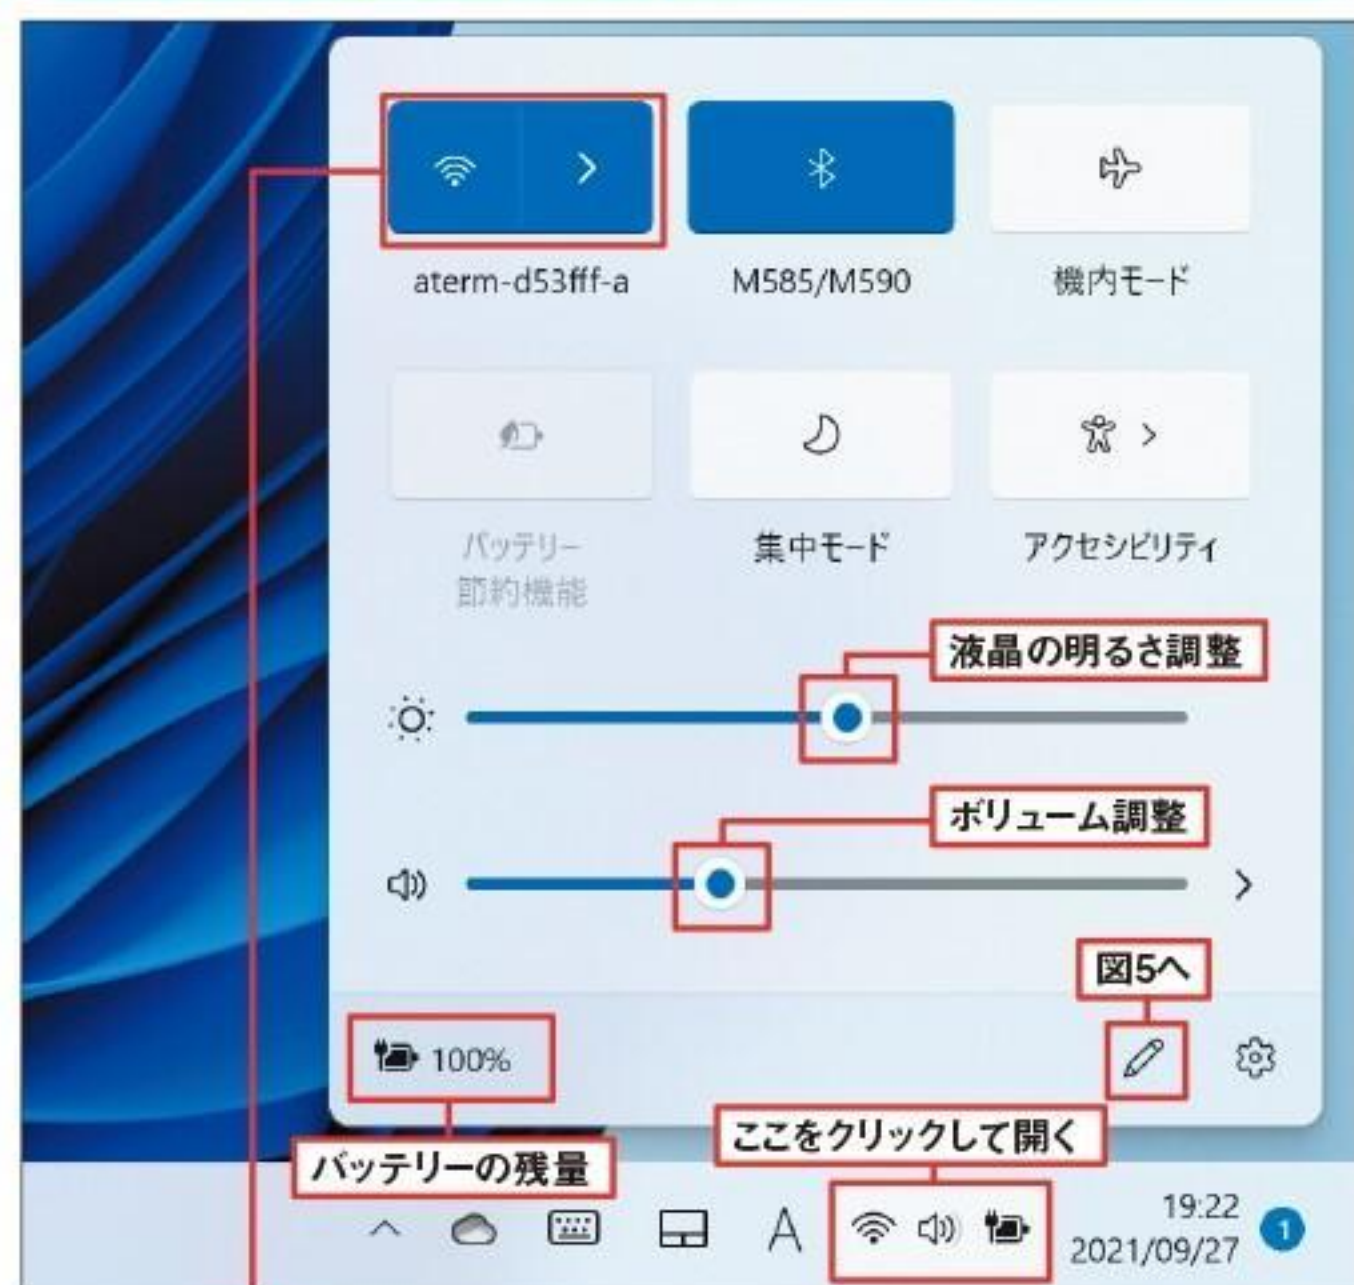 aterm-d53fff-a
M585/M590
機内モード
バッテリー
節約機能
集中モード
アクセシビリティ
液晶の明るさ調整
ボリューム調整
図5へ
100%
ここをクリックして開く
バッテリーの残量
A
19:22
2021/09/27
1